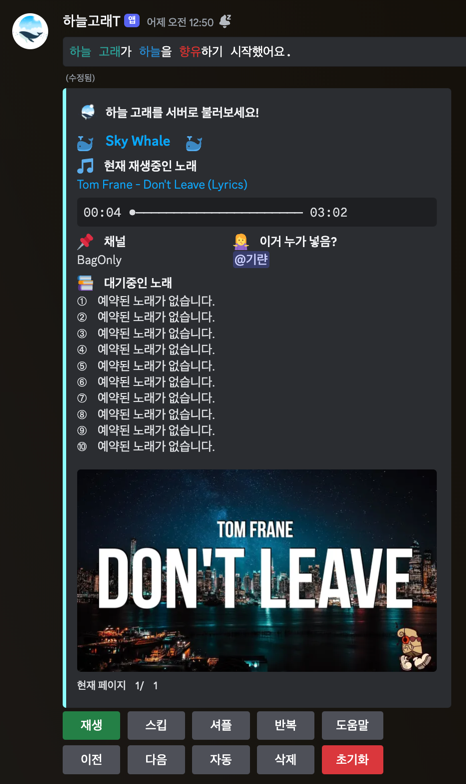 하늘고래T 앱 어제 오전 12:50
하늘 고래가 하늘을 향유하기 시작했어요.
(수정됨)
하늘 고래를 서버로 불러보세요!
Sky Whale
현재 재생중인 노래
Tom Frane - Don't Leave (Lyrics)
00:04 03:02
채널 이거 누가 넣음?
BagOnly @기랸
대기중인 노래
① 예약된 노래가 없습니다.
② 예약된 노래가 없습니다.
③ 예약된 노래가 없습니다.
④ 예약된 노래가 없습니다.
⑤ 예약된 노래가 없습니다.
⑥ 예약된 노래가 없습니다.
⑦ 예약된 노래가 없습니다.
⑧ 예약된 노래가 없습니다.
⑨ 예약된 노래가 없습니다.
⑩ 예약된 노래가 없습니다.
TOM FRANE
DON'T LEAVE
현재 페이지 1/ 1
재생 스킵 셔플 반복 도움말
이전 다음 자동 삭제 초기화